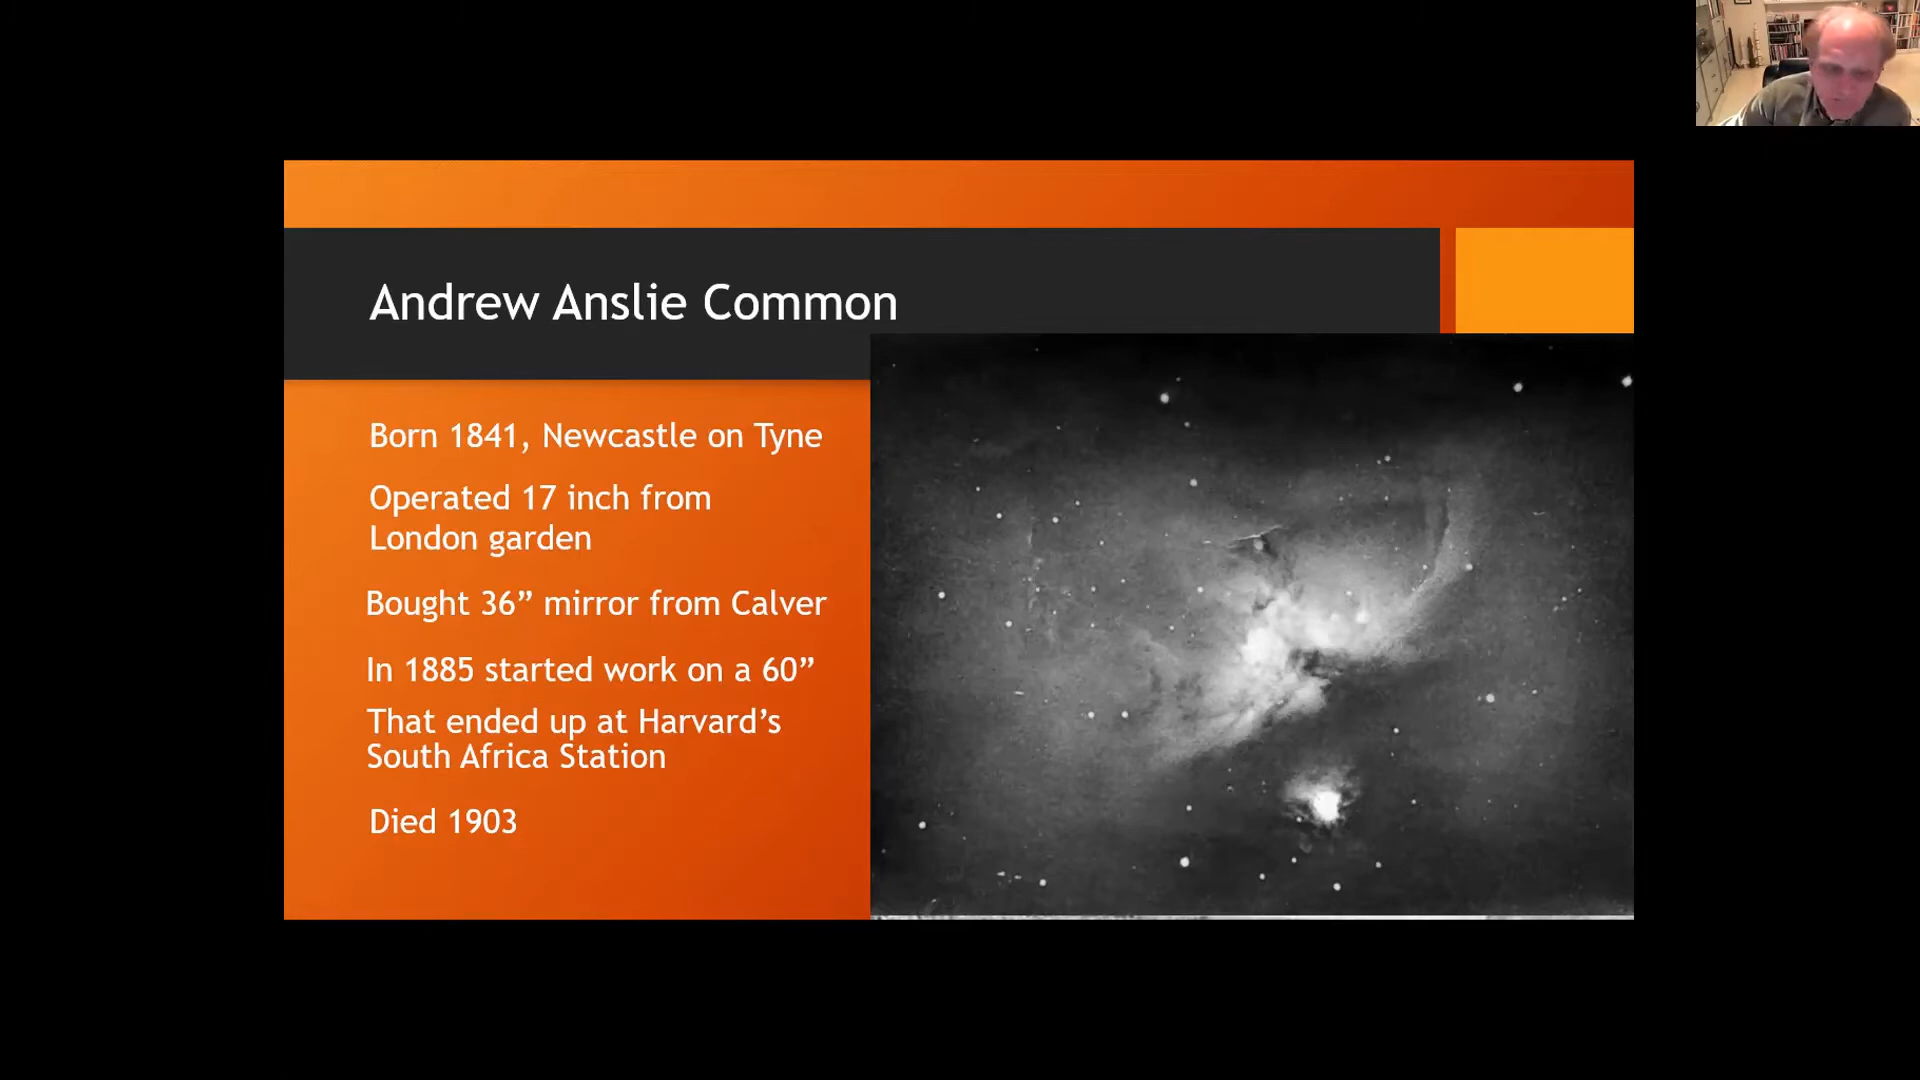 Andrew Anslie Common
Born 1841, Newcastle on Tyne
Operated 17 inch from
London garden
Bought 36” mirror from Calver
In 1885 started work on a 60”
That ended up at Harvard’s
South Africa Station
Died 1903